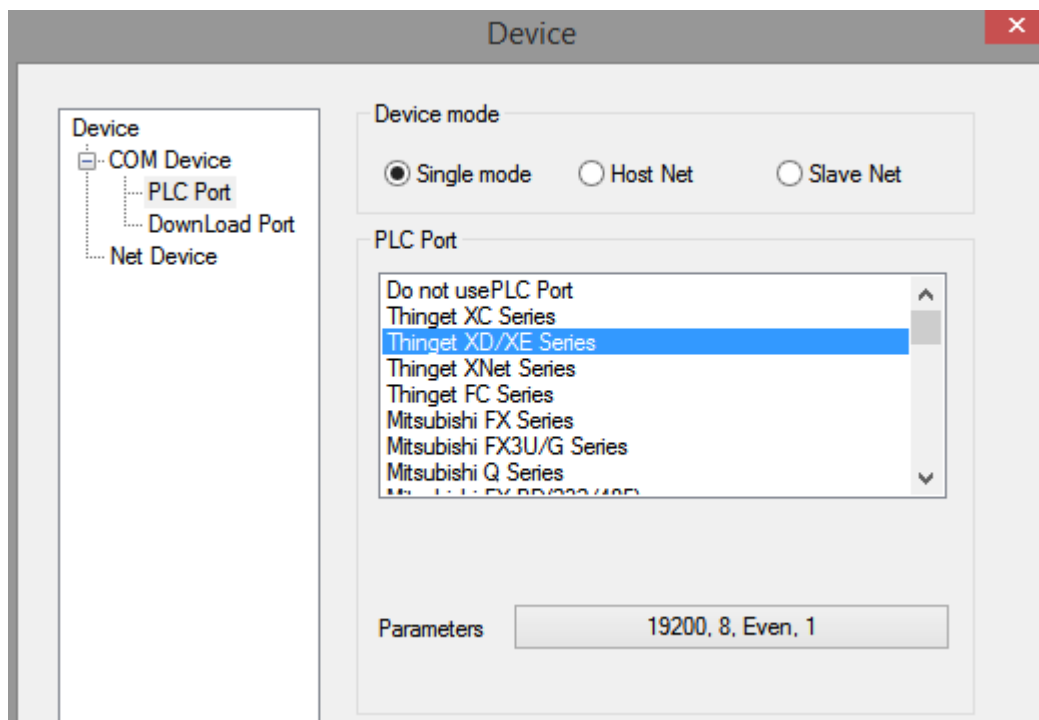 Device
Device
COM Device
PLC Port
DownLoad Port
Net Device
Device mode
Single mode
Host Net
Slave Net
PLC Port
Do not usePLC Port
Thinget XC Series
Thinget XD/XE Series
Thinget XNet Series
Thinget FC Series
Mitsubishi FX Series
Mitsubishi FX3U/G Series
Mitsubishi Q Series
Parameters
19200, 8, Even, 1